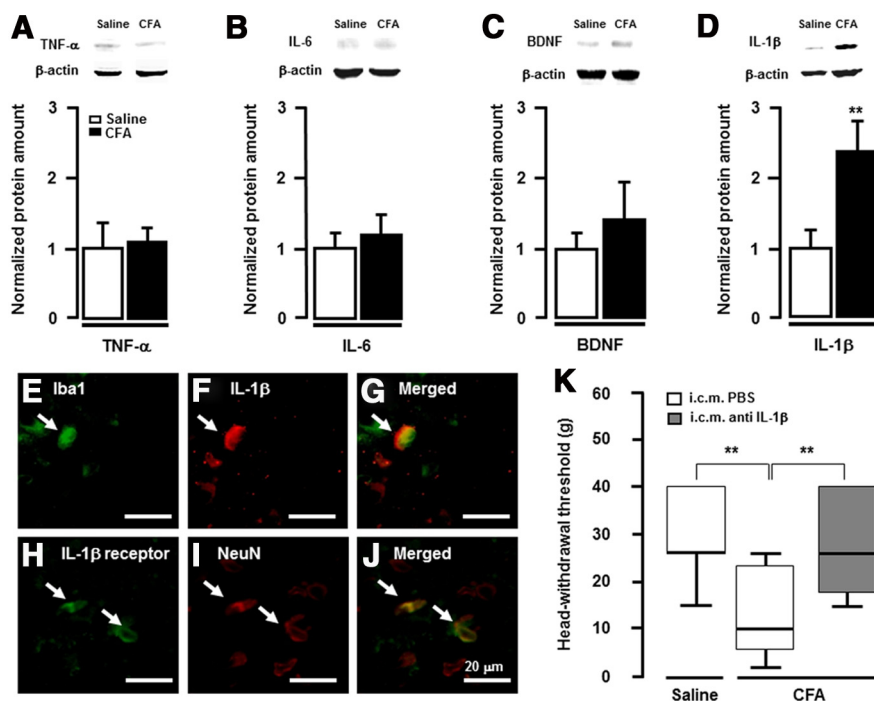 A
Saline CFA
TNF-α
β-actin
Normalized protein amount
3
2
1
0
Saline
CFA
TNF-α
B
Saline CFA
IL-6
β-actin
Normalized protein amount
3
2
1
0
IL-6
C
Saline CFA
BDNF
β-actin
Normalized protein amount
3
2
1
0
BDNF
D
Saline CFA
IL-1β
β-actin
Normalized protein amount
3
2
1
0
**
IL-1β
E Iba1
F IL-1β
G Merged
H IL-1β receptor
I NeuN
J Merged
20 μm
K
Head-withdrawal threshold (g)
60
50
40
30
20
10
0
i.c.m. PBS
i.c.m. anti IL-1β
** **
Saline CFA